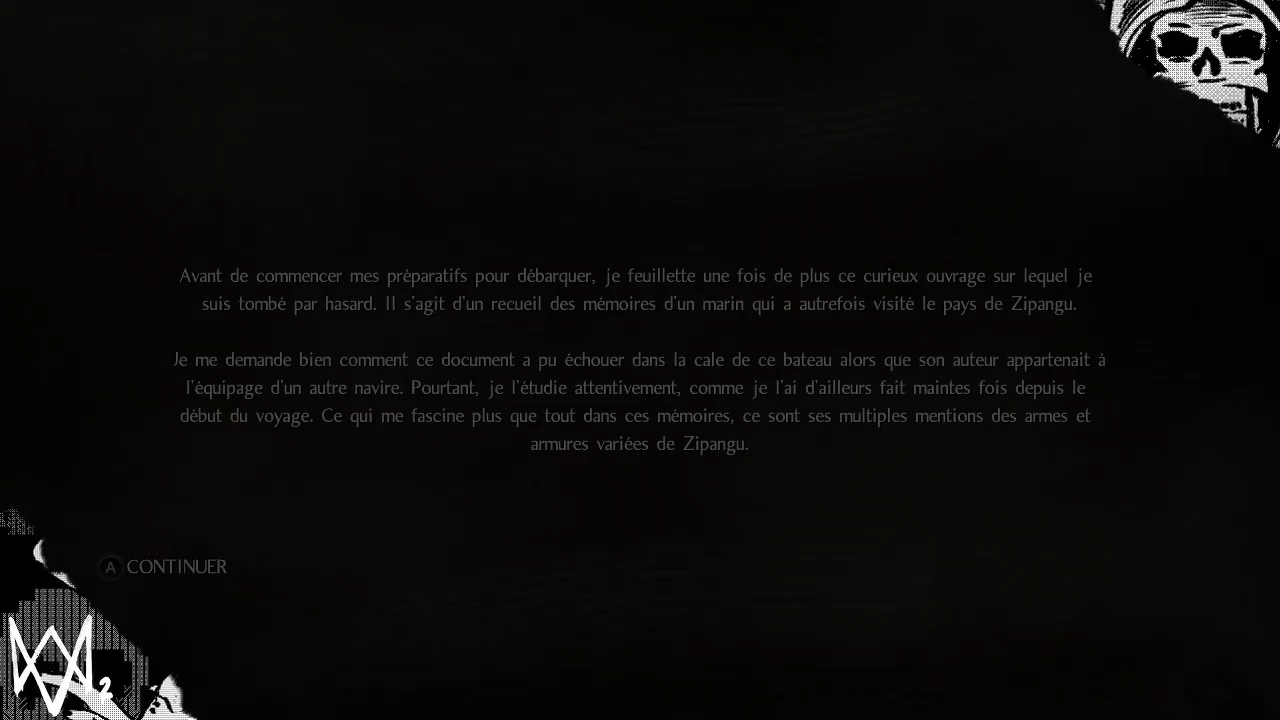 Avant de commencer mes préparatifs pour débarquer, je feuillette une fois de plus ce curieux ouvrage sur lequel je
suis tombé par hasard. Il s'agit d'un recueil des mémoires d'un marin qui a autrefois visité le pays de Zipangu.
Je me demande bien comment ce document a pu échouer dans la cale de ce bateau alors que son auteur appartenait à
l'équipage d'un autre navire. Pourtant, je l'étudie attentivement, comme je l'ai d'ailleurs fait maintes fois depuis le
début du voyage. Ce qui me fascine plus que tout dans ces mémoires, ce sont ses multiples mentions des armes et
armures variées de Zipangu.
A CONTINUER
2